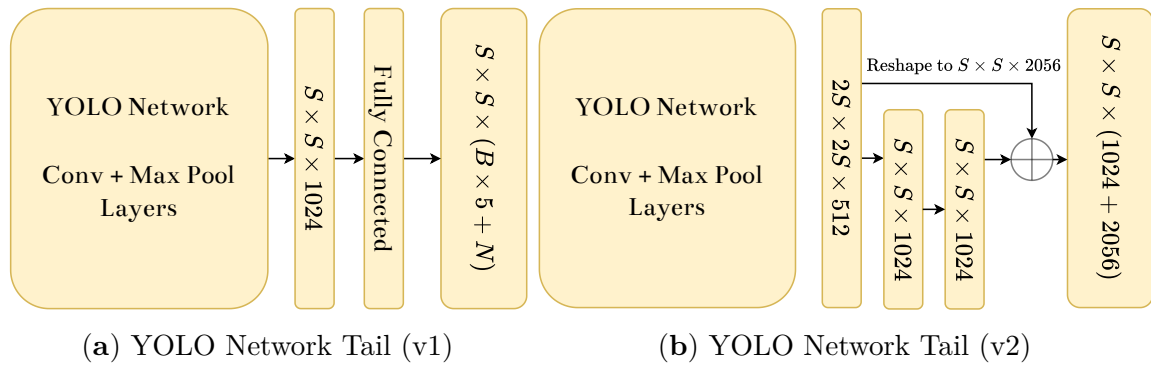 YOLO Network
Conv + Max Pool
Layers
S × S × 1024
Fully Connected
S × S × (B × 5 + N)
(a) YOLO Network Tail (v1)
YOLO Network
Conv + Max Pool
Layers
2S × 2S × 512
Reshape to S × S × 2056
S × S × 1024
S × S × 1024
S × S × (1024 + 2056)
(b) YOLO Network Tail (v2)